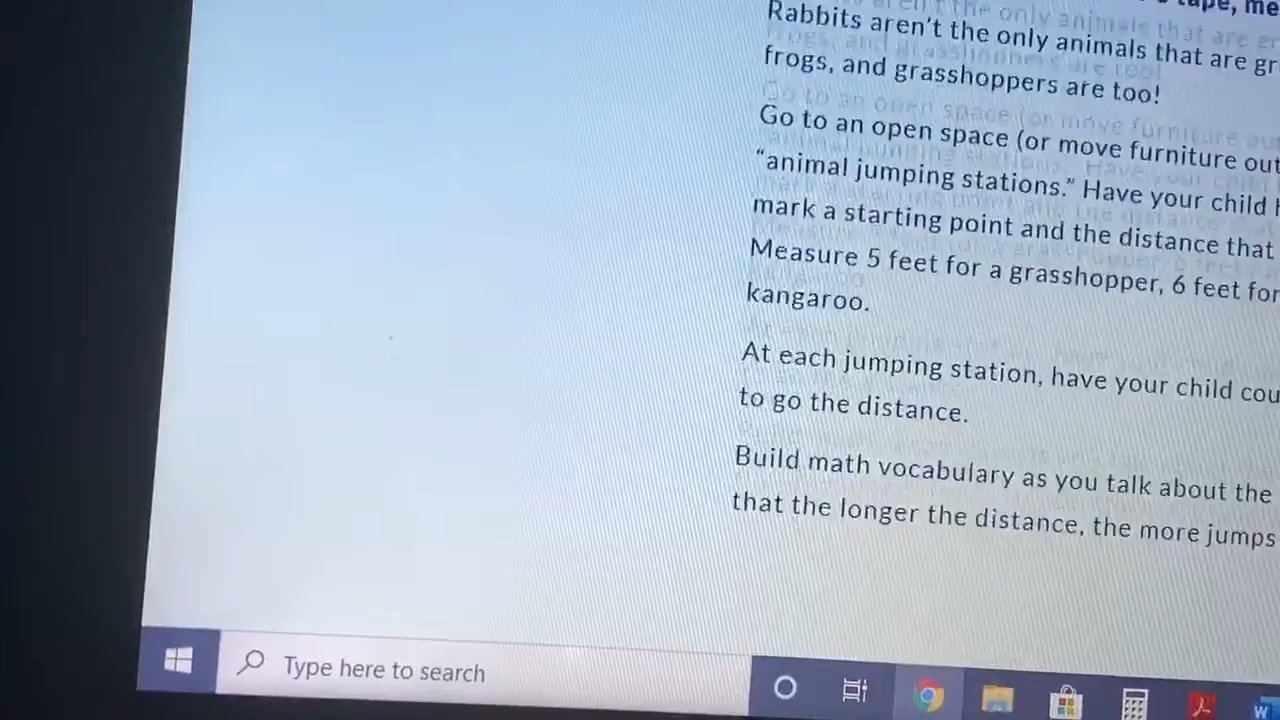 tape, me
Rabbits aren't the only animals that are gr
frogs, and grasshoppers are too!
Go to an open space (or move furniture out
“animal jumping stations.” Have your child h
mark a starting point and the distance that
Measure 5 feet for a grasshopper, 6 feet for
kangaroo.
At each jumping station, have your child cou
to go the distance.
Build math vocabulary as you talk about the
that the longer the distance, the more jumps
Type here to search